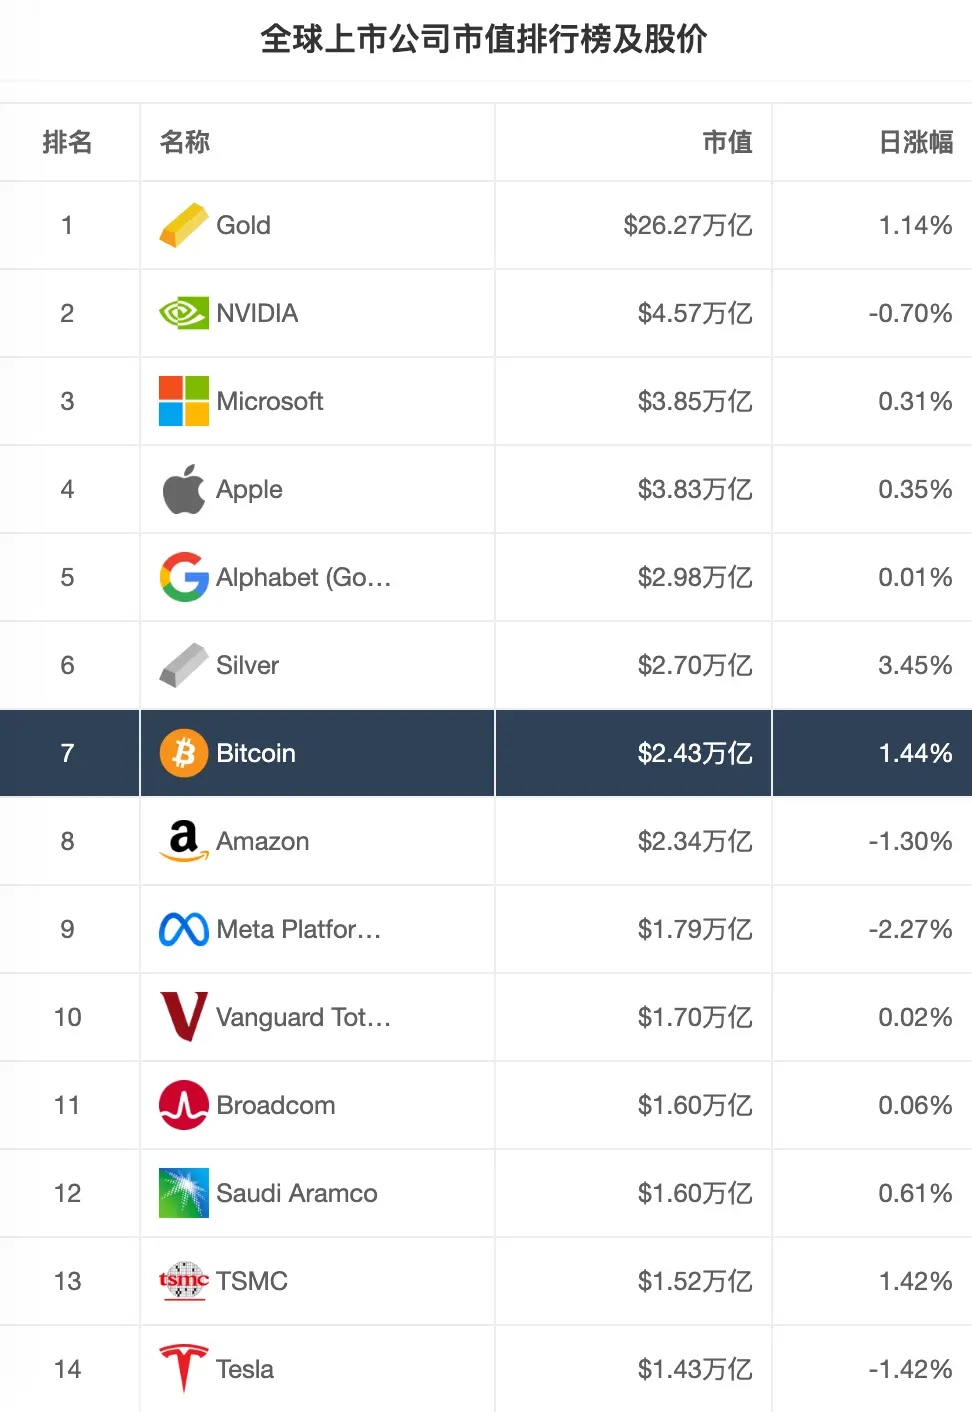 全球上市公司市值排行榜及股价
排名 名称 市值 日涨幅
1 Gold $26.27万亿 1.14%
2 NVIDIA $4.57万亿 -0.70%
3 Microsoft $3.85万亿 0.31%
4 Apple $3.83万亿 0.35%
5 Alphabet (Go... $2.98万亿 0.01%
6 Silver $2.70万亿 3.45%
7 Bitcoin $2.43万亿 1.44%
8 Amazon $2.34万亿 -1.30%
9 Meta Platfor... $1.79万亿 -2.27%
10 Vanguard Tot... $1.70万亿 0.02%
11 Broadcom $1.60万亿 0.06%
12 Saudi Aramco $1.60万亿 0.61%
13 tsmc TSMC $1.52万亿 1.42%
14 Tesla $1.43万亿 -1.42%